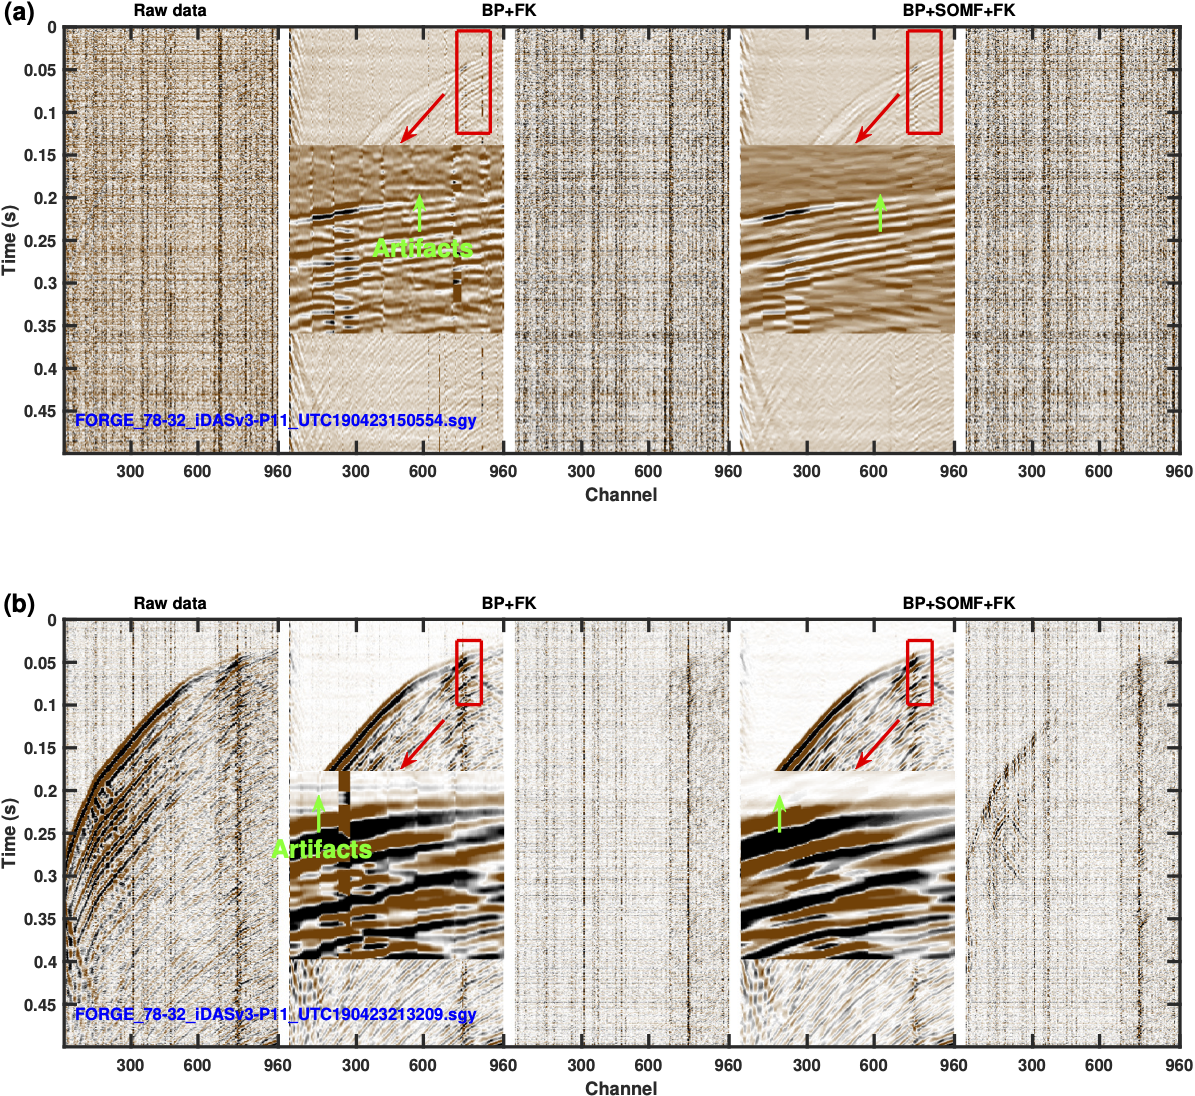 (a)
Raw data BP+FK BP+SOMF+FK
0
0.05
0.1
0.15
0.2
0.25
0.3
0.35
0.4
0.45
Time (s)
Artifacts
FORGE_78-32_iDASv3-P11_UTC190423150554.sgy
300 600 960 300 600 960 300 600 960 300 600 960 300 600 960
Channel
(b)
Raw data BP+FK BP+SOMF+FK
0
0.05
0.1
0.15
0.2
0.25
0.3
0.35
0.4
0.45
Time (s)
Artifacts
FORGE_78-32_iDASv3-P11_UTC190423213209.sgy
300 600 960 300 600 960 300 600 960 300 600 960 300 600 960
Channel